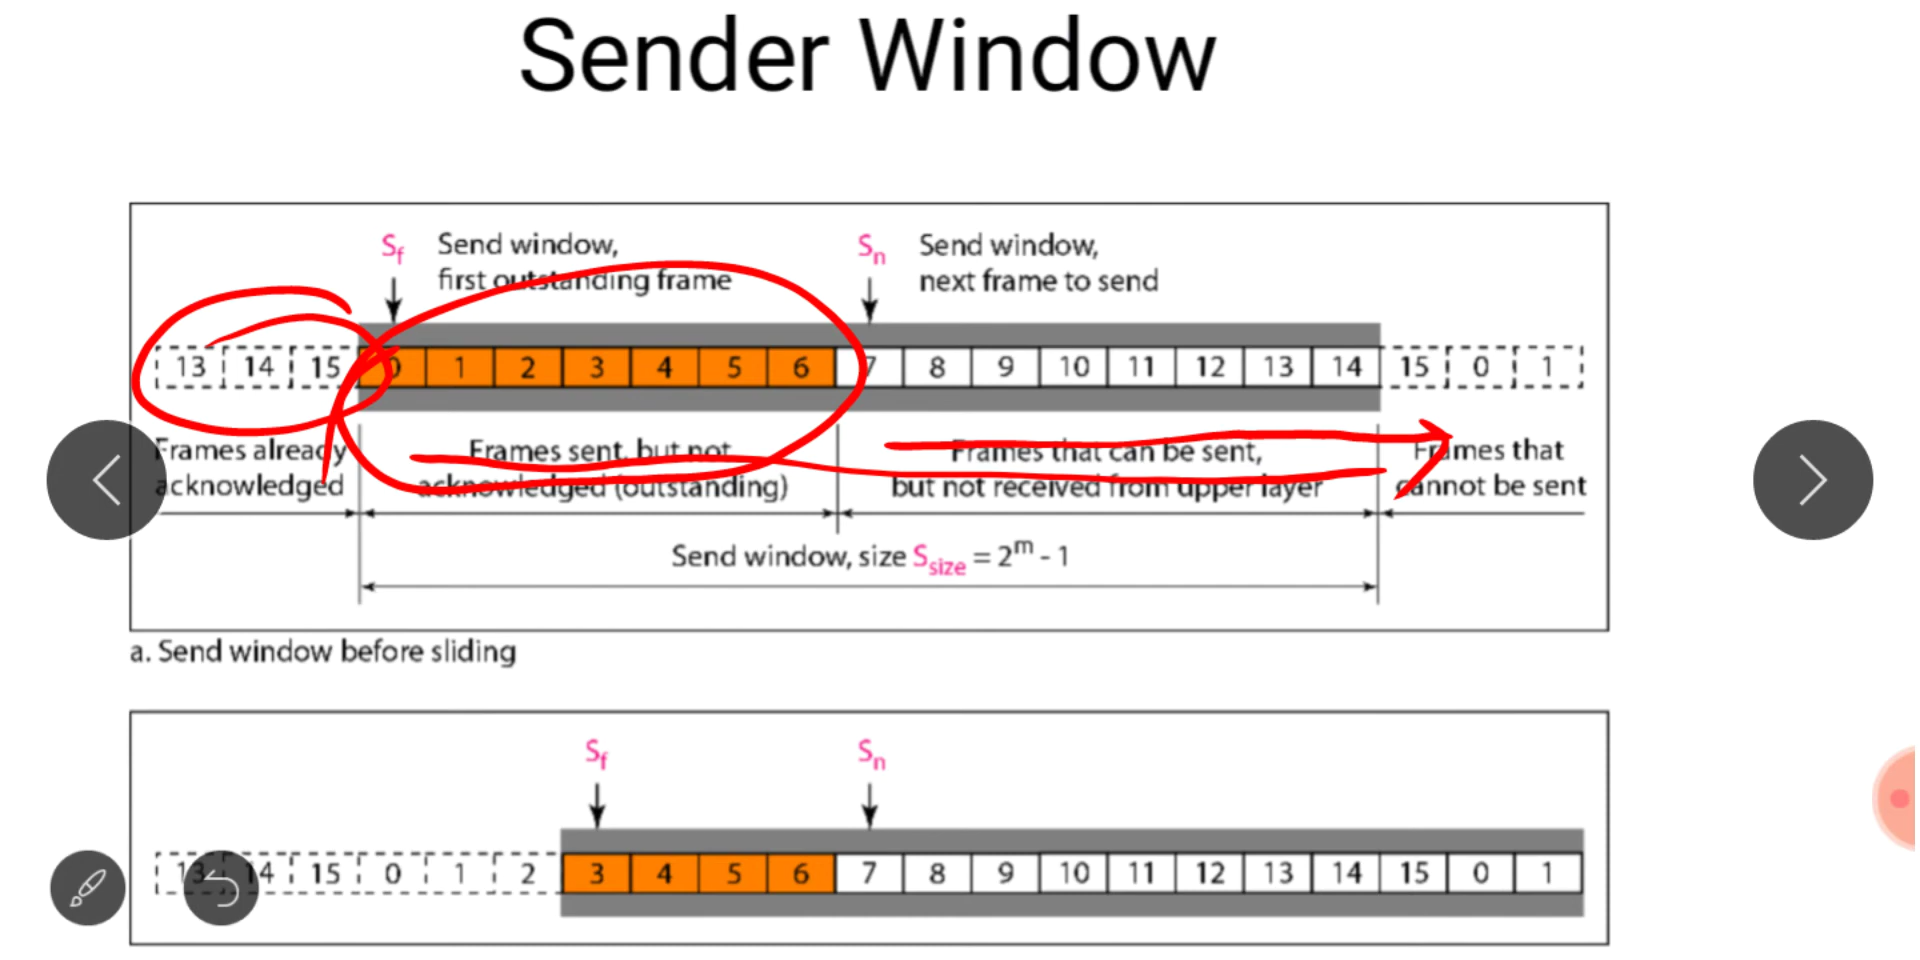 Sender Window
Sf Send window, Sn Send window,
first outstanding frame next frame to send
13 14 15 0 1 2 3 4 5 6 7 8 9 10 11 12 13 14 15 0 1
Frames already Frames sent, but not Frames that can be sent, Frames that
acknowledged acknowledged (outstanding) but not received from upper layer cannot be sent
Send window, size Ssize = 2^m - 1
a. Send window before sliding
Sf Sn
13 14 15 0 1 2 3 4 5 6 7 8 9 10 11 12 13 14 15 0 1